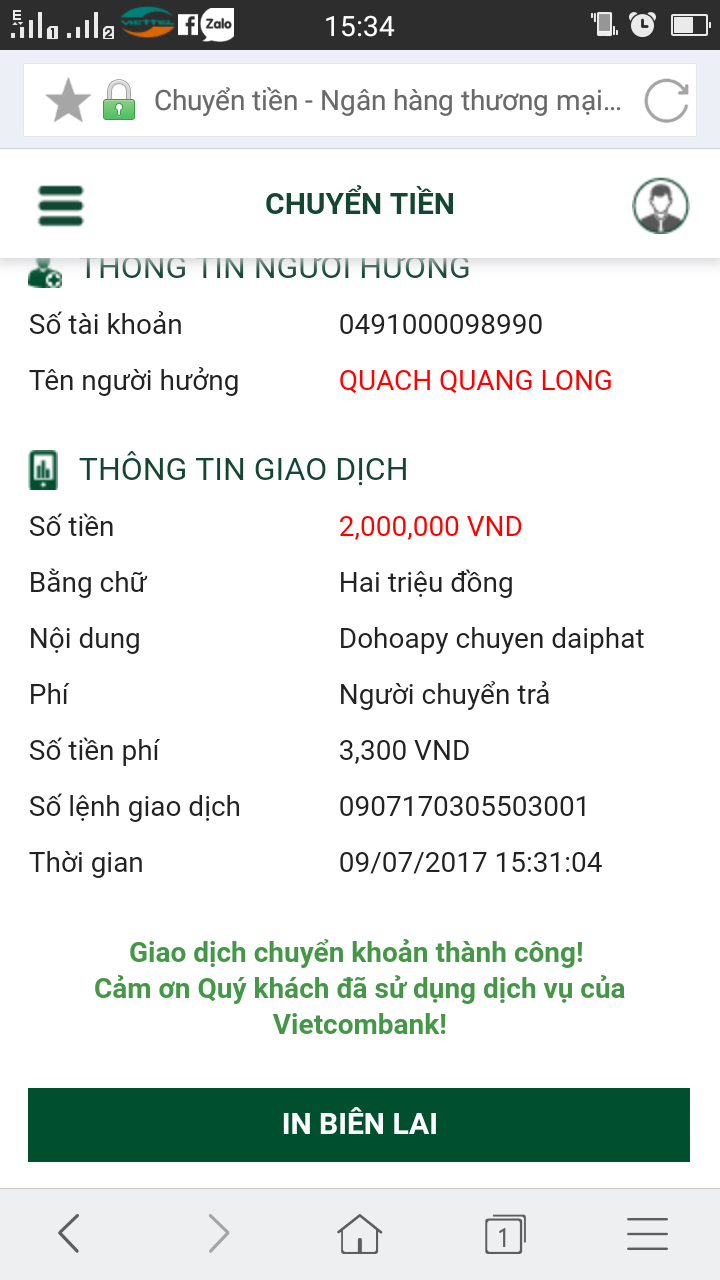 E
1
2
VIETTEL
f
Zalo
15:34
Chuyển tiền - Ngân hàng thương mại...
CHUYỂN TIỀN
THÔNG TIN NGƯỜI HƯỞNG
Số tài khoản 0491000098990
Tên người hưởng QUACH QUANG LONG
THÔNG TIN GIAO DỊCH
Số tiền 2,000,000 VND
Bằng chữ Hai triệu đồng
Nội dung Dohoapy chuyen daiphat
Phí Người chuyển trả
Số tiền phí 3,300 VND
Số lệnh giao dịch 0907170305503001
Thời gian 09/07/2017 15:31:04
Giao dịch chuyển khoản thành công!
Cảm ơn Quý khách đã sử dụng dịch vụ của
Vietcombank!
IN BIÊN LAI
1